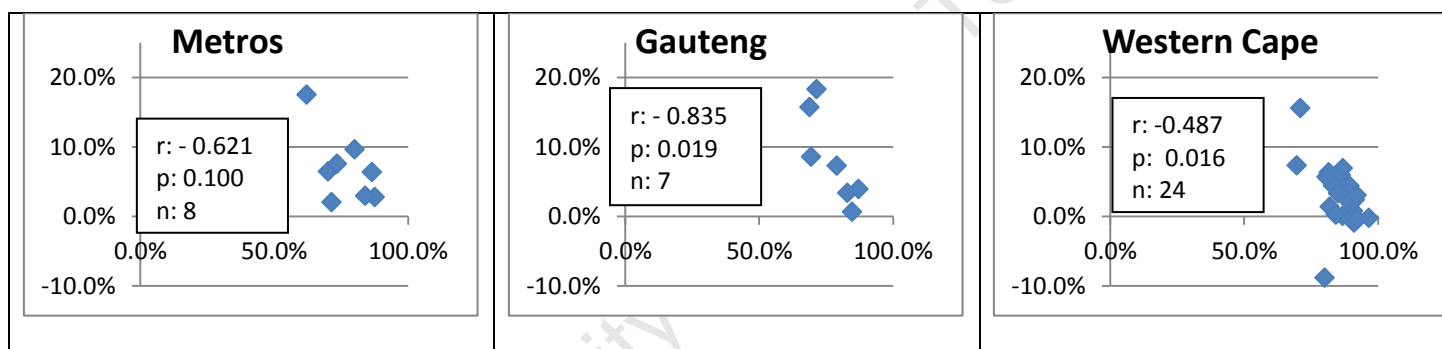 Metros
20.0%
10.0%
0.0%
-10.0%
0.0%
50.0%
100.0%
r: - 0.621
p: 0.100
n: 8
Gauteng
20.0%
10.0%
0.0%
-10.0%
0.0%
50.0%
100.0%
r: - 0.835
p: 0.019
n: 7
Western Cape
20.0%
10.0%
0.0%
-10.0%
0.0%
50.0%
100.0%
r: -0.487
p: 0.016
n: 24